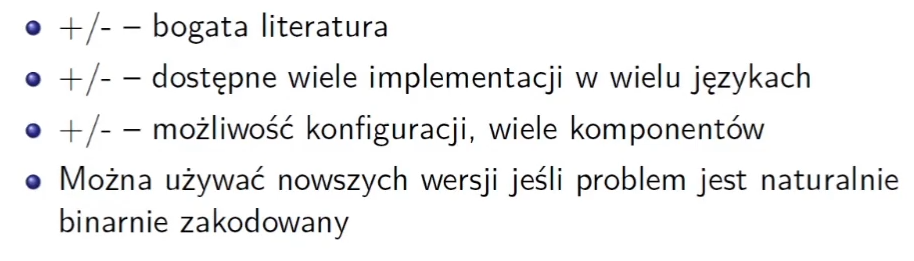 +/- – bogata literatura
+/- – dostępne wiele implementacji w wielu językach
+/- – możliwość konfiguracji, wiele komponentów
Można używać nowszych wersji jeśli problem jest naturalnie
binarnie zakodowany